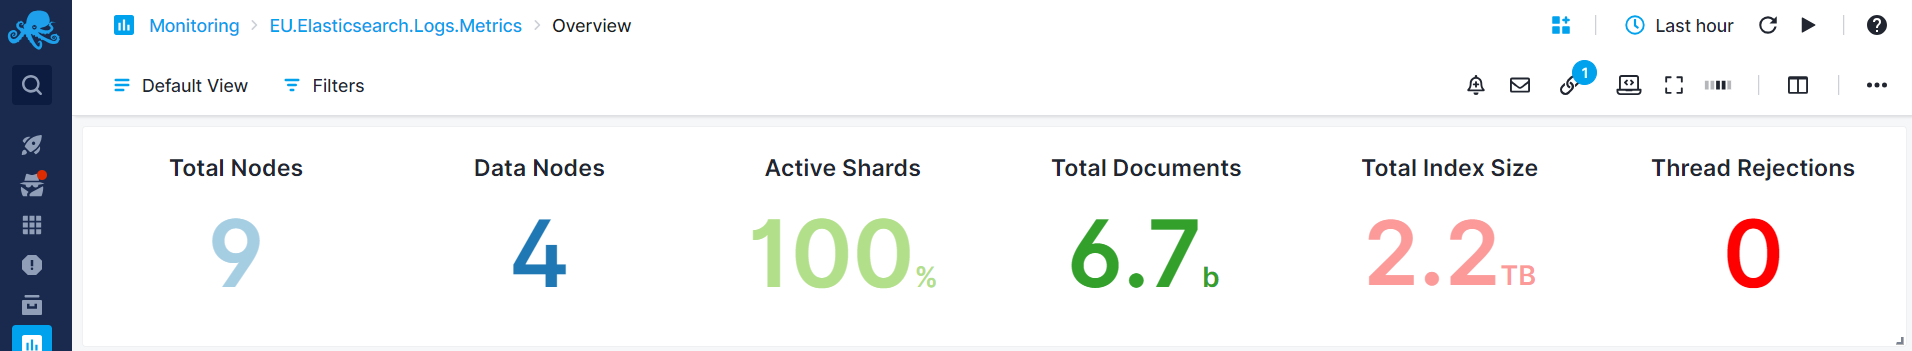 Monitoring > EU.Elasticsearch.Logs.Metrics > Overview
Last hour
Default View
Filters
1
Total Nodes
Data Nodes
Active Shards
Total Documents
Total Index Size
Thread Rejections
9
4
100%
6.7b
2.2TB
0